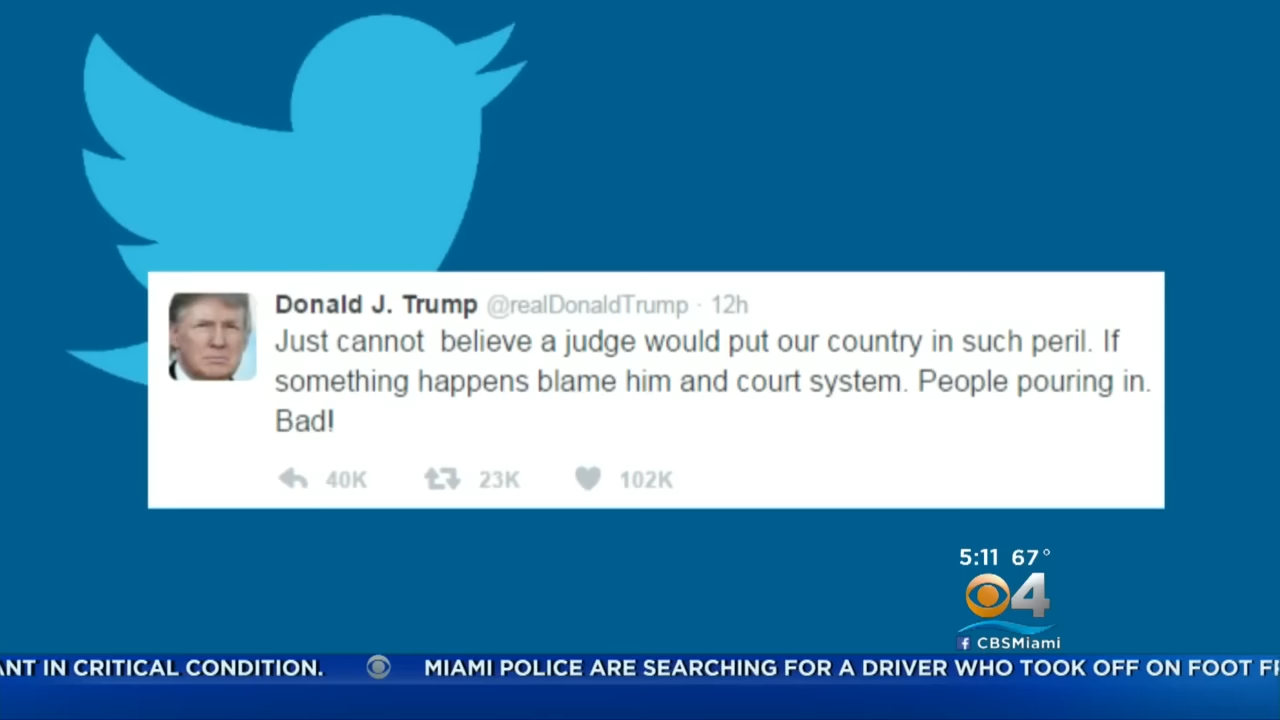 Donald J. Trump @realDonaldTrump · 12h
Just cannot  believe a judge would put our country in such peril. If
something happens blame him and court system. People pouring in.
Bad!
40K 23K 102K
5:11 67°
4
CBSMiami
ANT IN CRITICAL CONDITION. MIAMI POLICE ARE SEARCHING FOR A DRIVER WHO TOOK OFF ON FOOT F